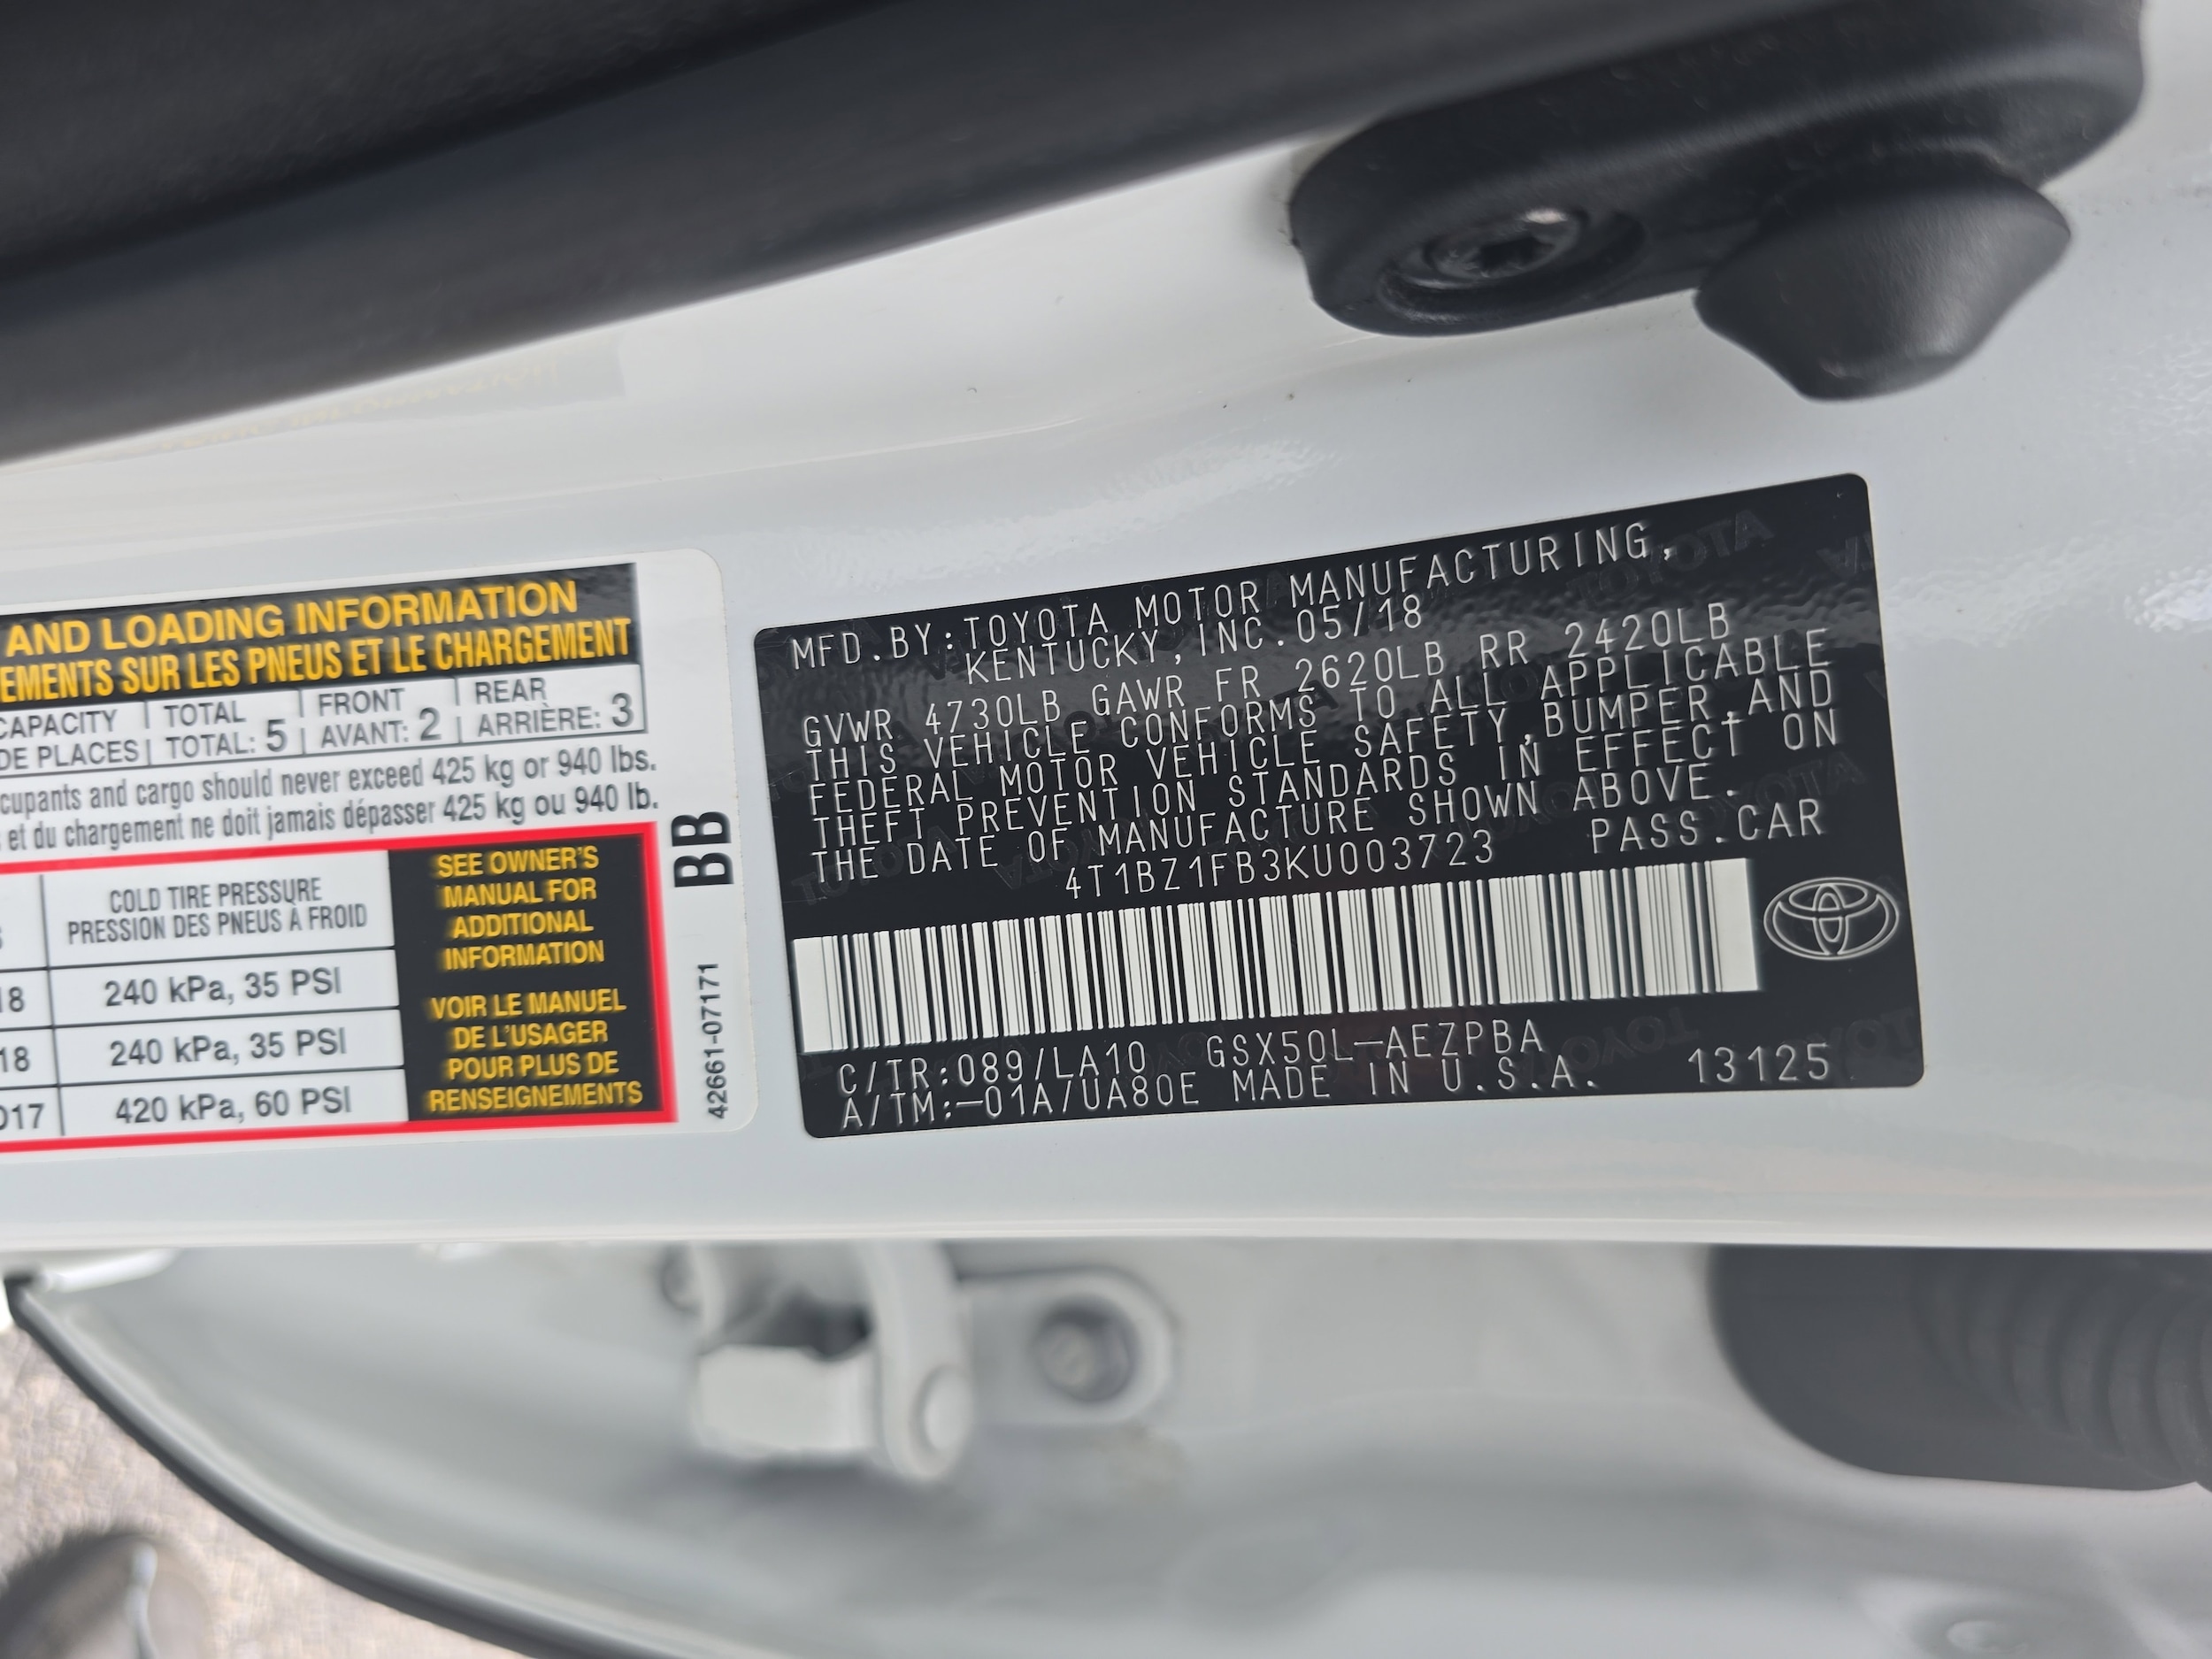 AND LOADING INFORMATION
EMENTS SUR LES PNEUS ET LE CHARGEMENT
CAPACITY TOTAL FRONT REAR
DE PLACES TOTAL: 5 AVANT: 2 ARRIÈRE: 3
cupants and cargo should never exceed 425 kg or 940 lbs.
et du chargement ne doit jamais dépasser 425 kg ou 940 lb.
COLD TIRE PRESSURE
PRESSION DES PNEUS À FROID
18 240 kPa, 35 PSI
18 240 kPa, 35 PSI
D17 420 kPa, 60 PSI
SEE OWNER'S
MANUAL FOR
ADDITIONAL
INFORMATION
VOIR LE MANUEL
DE L'USAGER
POUR PLUS DE
RENSEIGNEMENTS
BB
42661-07171
MFD.BY:TOYOTA MOTOR MANUFACTURING,
KENTUCKY,INC.05/18
GVWR 4730LB GAWR FR 2620LB RR 2420LB
THIS VEHICLE CONFORMS TO ALL APPLICABLE
FEDERAL MOTOR VEHICLE SAFETY,BUMPER,AND
THEFT PREVENTION STANDARDS IN EFFECT ON
THE DATE OF MANUFACTURE SHOWN ABOVE.
4T1BZ1FB3KU003723 PASS.CAR
C/TR:089/LA10 GSX50L-AEZPBA
A/TM:-01A/UA80E MADE IN U.S.A. 13125